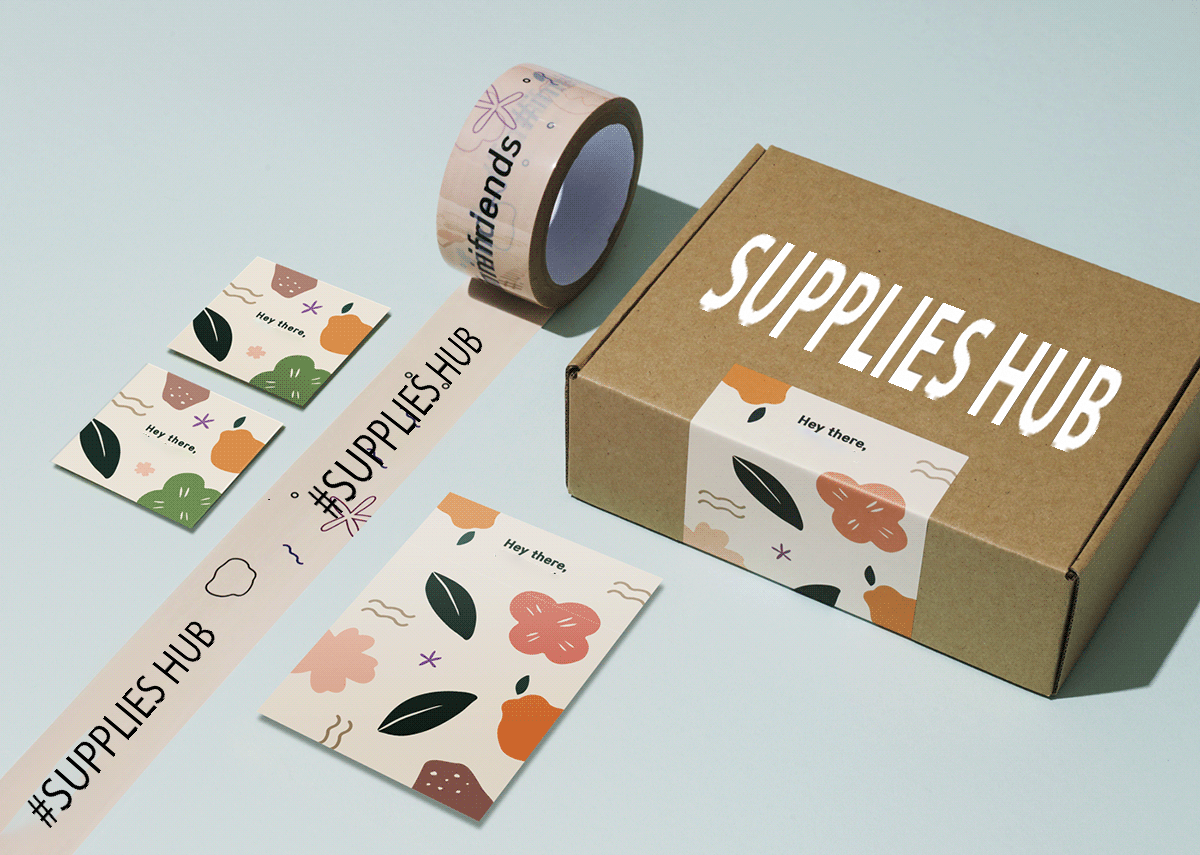 friends
SUPPLIES HUB
Hey there,
Hey there,
Hey there,
Hey there,
#SUPPLIES HUB
#SUPPLIES HUB